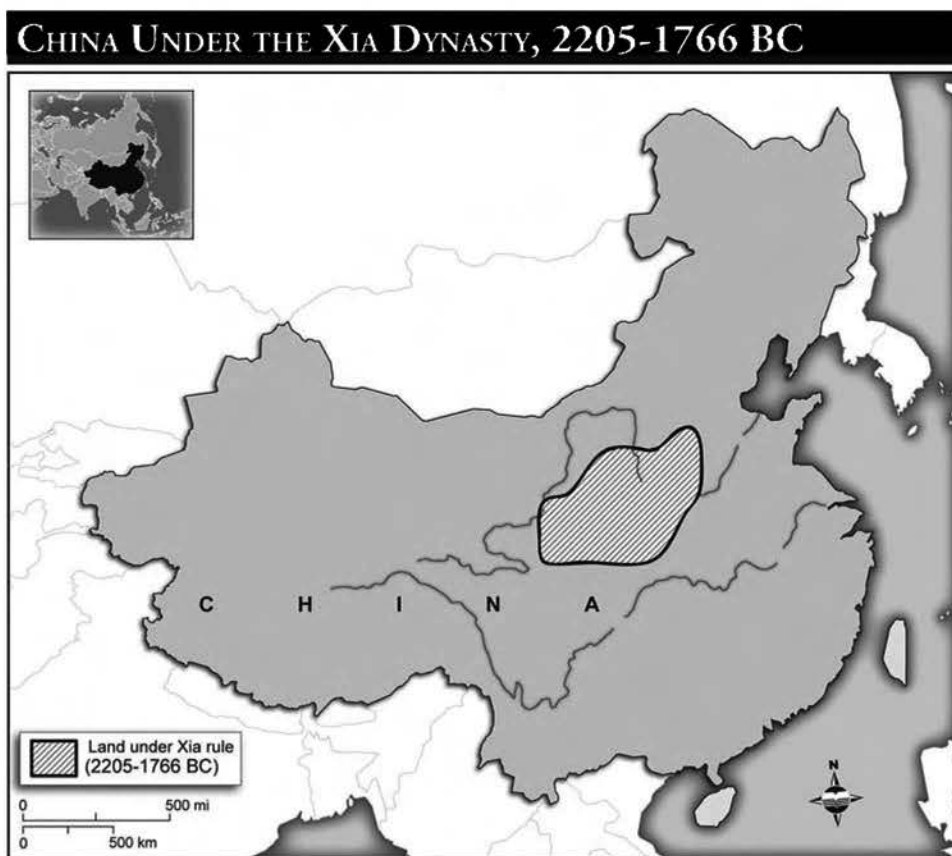 CHINA UNDER THE XIA DYNASTY, 2205-1766 BC
C H I N A
Land under Xia rule
(2205-1766 BC)
0 500 mi
0 500 km
N